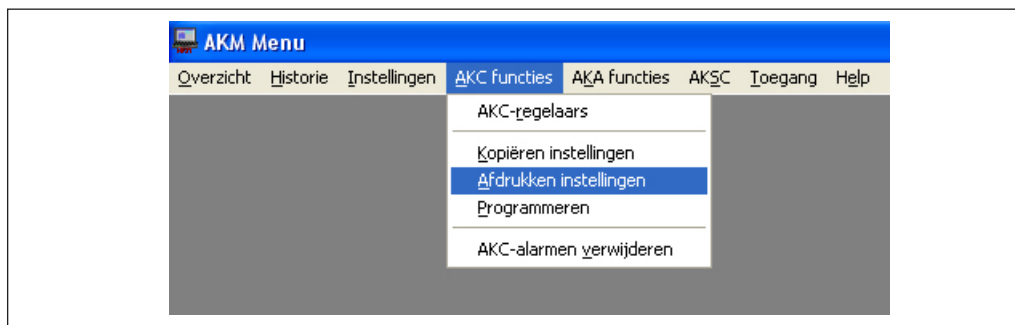 AKM Menu
Overzicht Historie Instellingen AKC functies AKA functies AKSC Toegang Help
AKC-regelaars
Kopiëren instellingen
Afdrukken instellingen
Programmeren
AKC-alarmen verwijderen